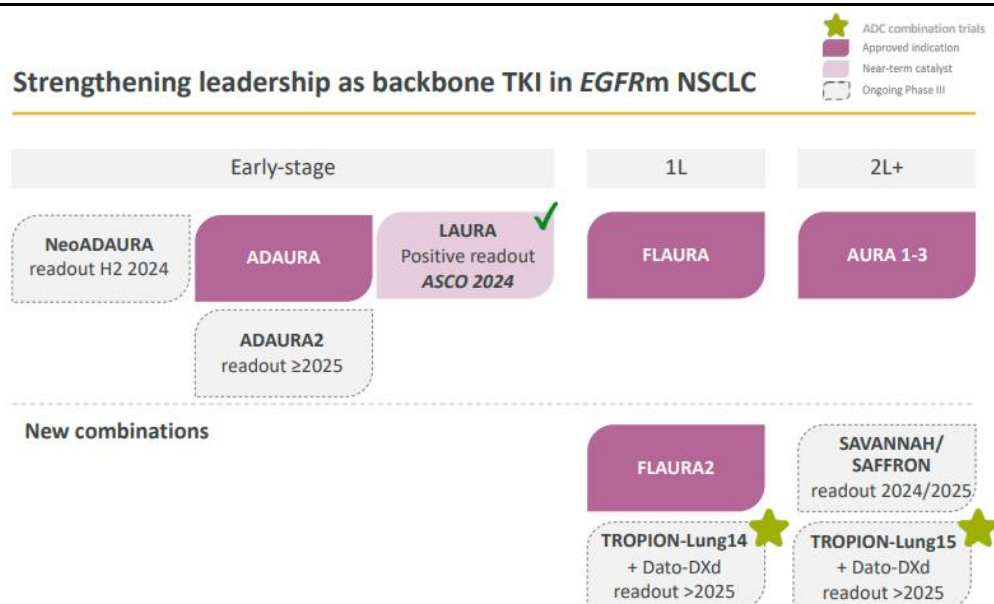 ADC combination trials
Approved indication
Near-term catalyst
Ongoing Phase III
Strengthening leadership as backbone TKI in EGFRm NSCLC
Early-stage
1L
2L+
NeoADAURA
readout H2 2024
ADAURA
LAURA
Positive readout
ASCO 2024
FLAURA
AURA 1-3
ADAURA2
readout ≥2025
New combinations
FLAURA2
SAVANNAH/
SAFFRON
readout 2024/2025
TROPION-Lung14
+ Dato-DXd
readout >2025
TROPION-Lung15
+ Dato-DXd
readout >2025